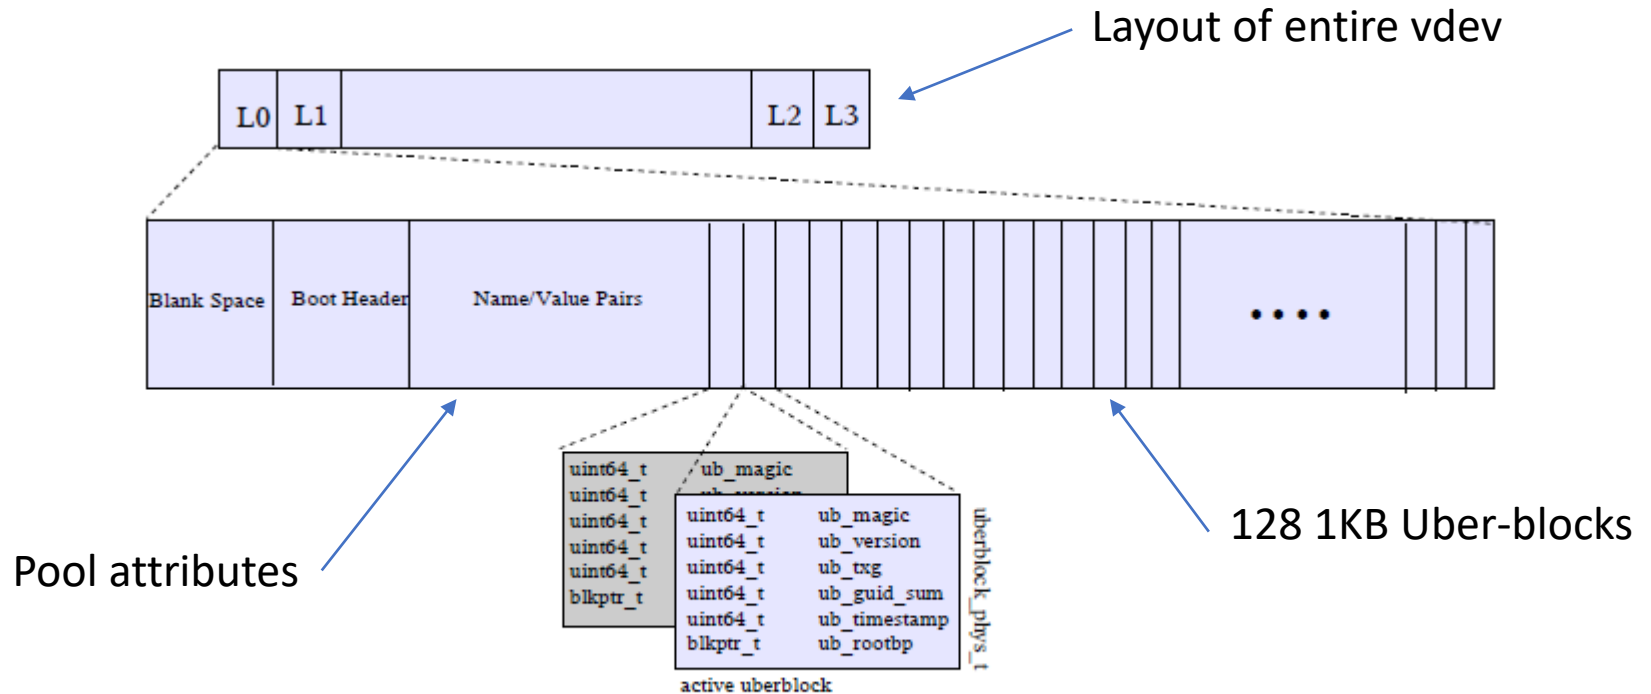 Layout of entire vdev
L0 L1 L2 L3
Blank Space Boot Header Name/Value Pairs ••••
128 1KB Uber-blocks
Pool attributes
uint64_t ub_magic
uint64_t ub_version
uint64_t
uint64_t
uint64_t
blkptr_t
uint64_t ub_magic
uint64_t ub_version
uint64_t ub_txg
uint64_t ub_guid_sum
uint64_t ub_timestamp
blkptr_t ub_rootbp
uberblock_phys_t
active uberblock